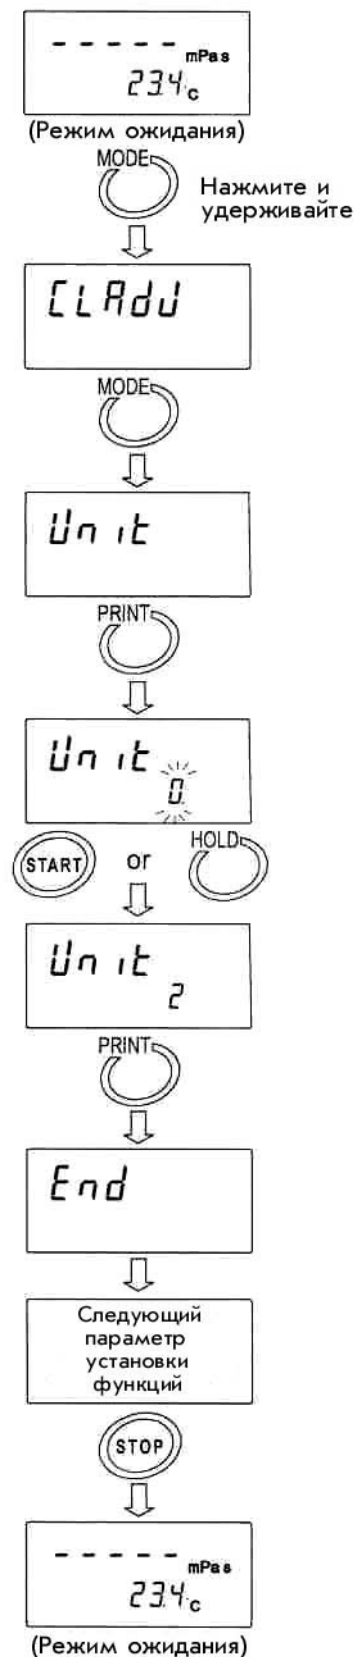 - - - - - mPas
23.4 c
(Режим ожидания)
MODE
Нажмите и
удерживайте
CLAdJ
MODE
Unit
PRINT
Unit
0.
START or HOLD
Unit
2
PRINT
End
Следующий
параметр
установки
функций
STOP
- - - - - mPas
23.4 c
(Режим ожидания)